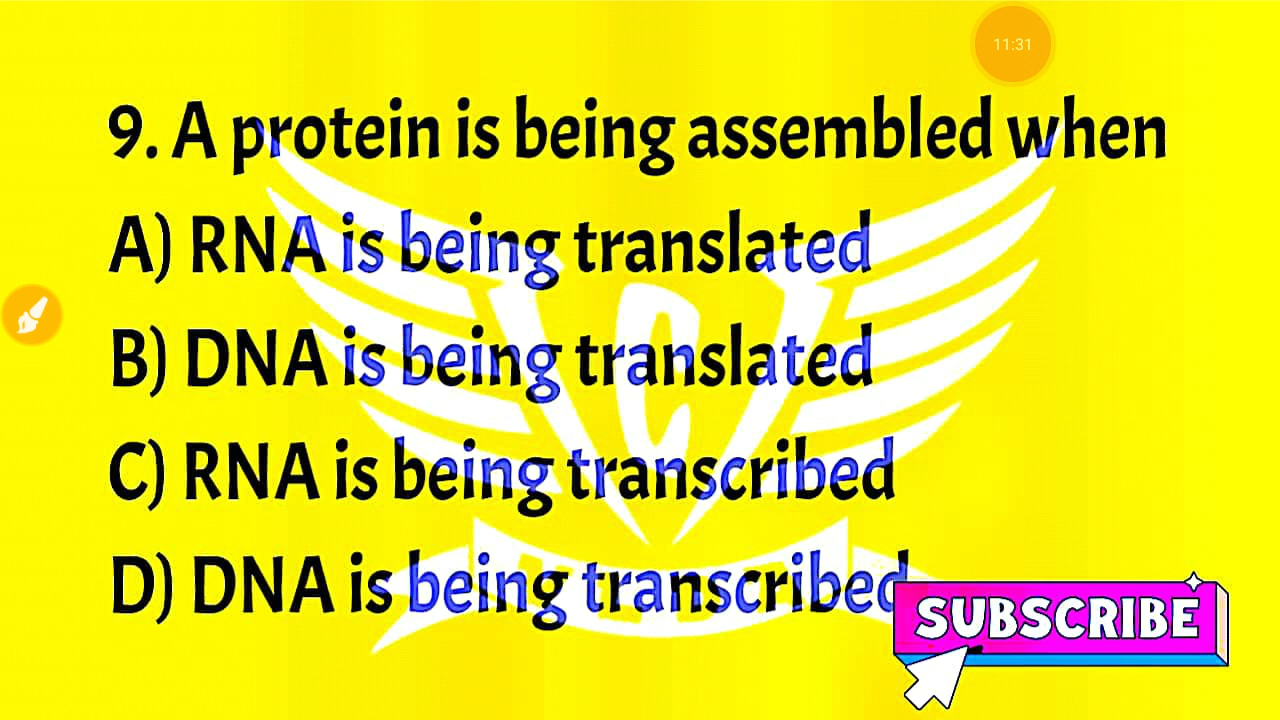 11:31
9. A protein is being assembled when
A) RNA is being translated
B) DNA is being translated
C) RNA is being transcribed
D) DNA is being transcribed
SUBSCRIBE